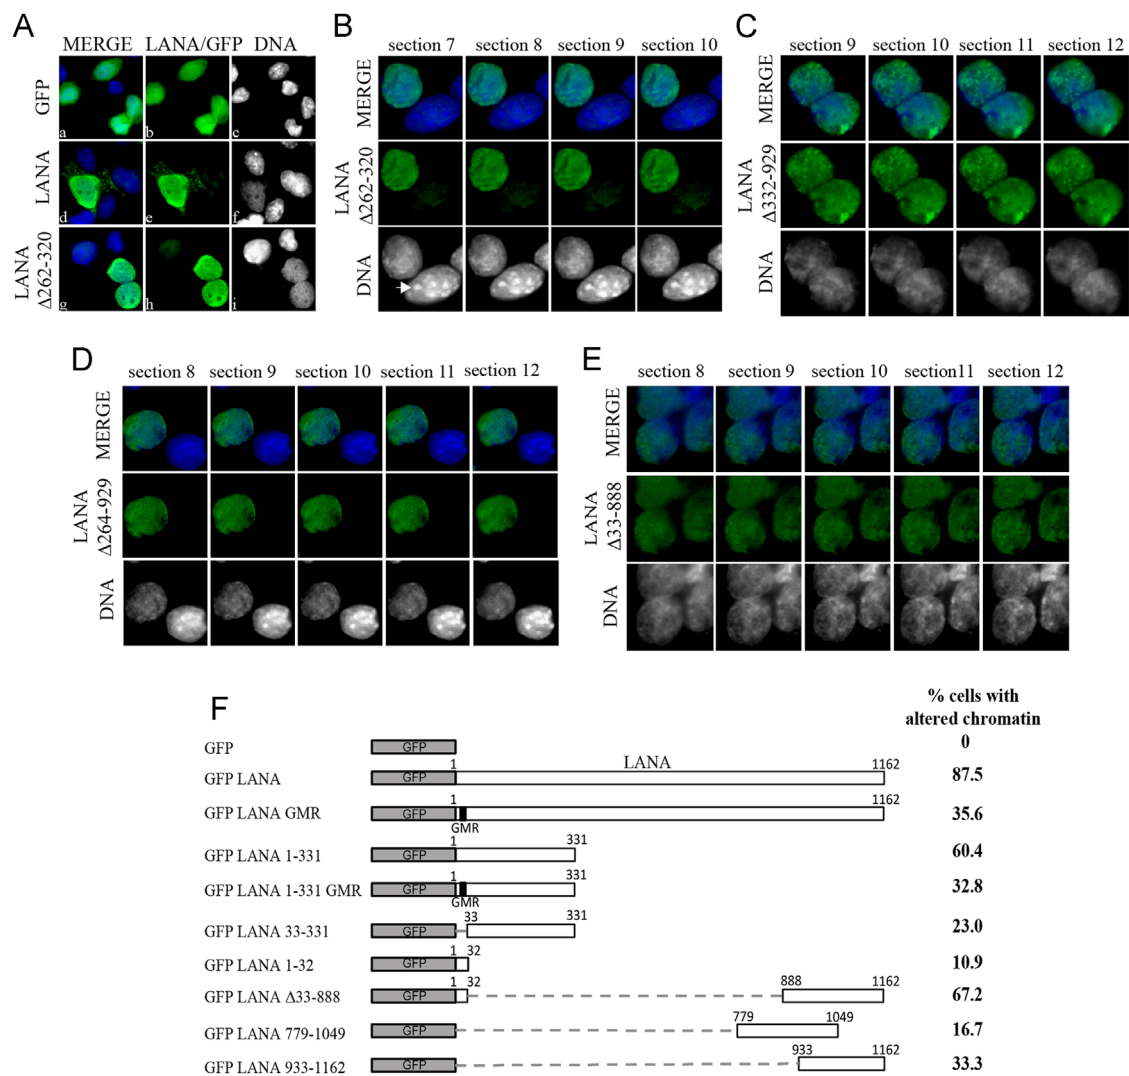 A
MERGE LANA/GFP DNA
GFP
a b c
LANA
d e f
LANA
Δ262-320
g h i
B
section 7 section 8 section 9 section 10
MERGE
LANA
Δ262-320
DNA
C
section 9 section 10 section 11 section 12
MERGE
LANA
Δ332-929
DNA
D
section 8 section 9 section 10 section 11 section 12
MERGE
LANA
Δ264-929
DNA
E
section 8 section 9 section 10 section11 section 12
MERGE
LANA
Δ33-888
DNA
F
% cells with
altered chromatin
GFP GFP 0
1 LANA 1162
GFP LANA GFP 87.5
1 1162
GFP LANA GMR GFP 35.6
GMR
1 331
GFP LANA 1-331 GFP 60.4
1 331
GFP LANA 1-331 GMR GFP 32.8
GMR
33 331
GFP LANA 33-331 GFP 23.0
1 32
GFP LANA 1-32 GFP 10.9
1 32 888 1162
GFP LANA Δ33-888 GFP 67.2
779 1049
GFP LANA 779-1049 GFP 16.7
933 1162
GFP LANA 933-1162 GFP 33.3